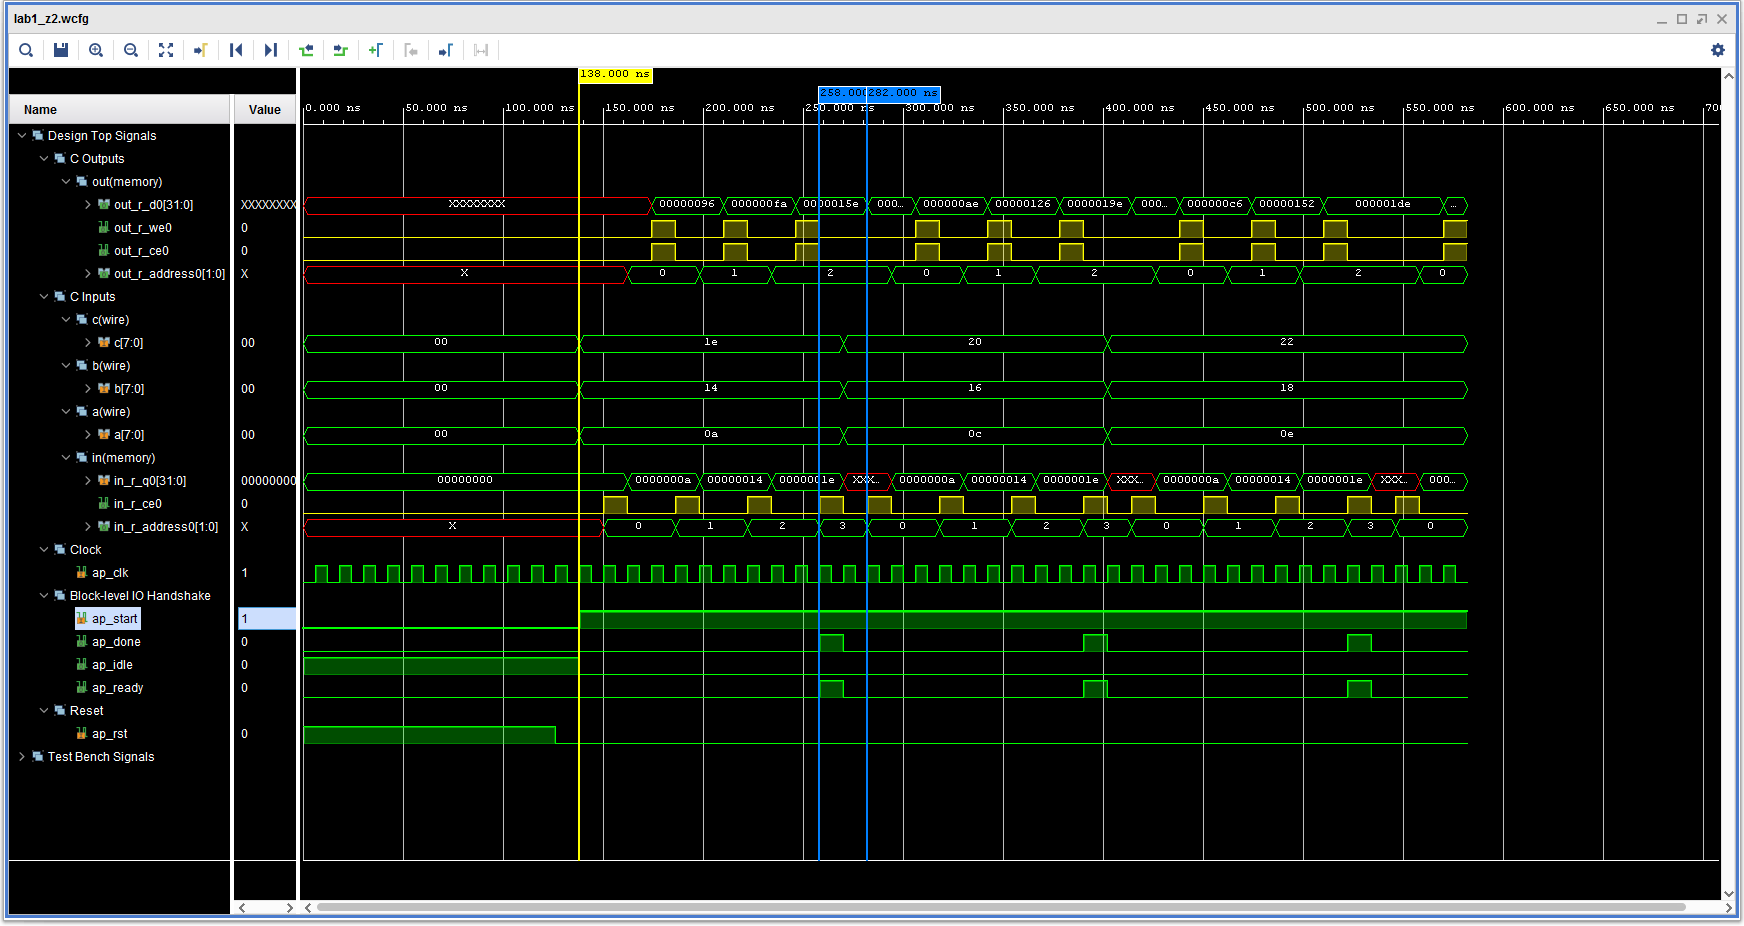 lab1_z2.wcfg
138.000 ns
258.000 282.000 ns
0.000 ns 50.000 ns 100.000 ns 150.000 ns 200.000 ns 250.000 ns 300.000 ns 350.000 ns 400.000 ns 450.000 ns 500.000 ns 550.000 ns 600.000 ns 650.000 ns 700
Name Value
Design Top Signals
C Outputs
out(memory)
out_r_d0[31:0] XXXXXXXX XXXXXXXX 00000096 000000fa 0000015e 000... 000000ae 00000126 0000019e 000... 000000c6 00000152 000001de ...
out_r_we0 0
out_r_ce0 0
out_r_address0[1:0] X X 0 1 2 0 1 2 0 1 2 0
C Inputs
c(wire)
c[7:0] 00 00 1e 20 22
b(wire)
b[7:0] 00 00 14 16 18
a(wire)
a[7:0] 00 00 0a 0c 0e
in(memory)
in_r_q0[31:0] 00000000 00000000 0000000a 00000014 0000001e XXX... 0000000a 00000014 0000001e XXX... 0000000a 00000014 0000001e XXX... 000...
in_r_ce0 0
in_r_address0[1:0] X X 0 1 2 3 0 1 2 3 0 1 2 3 0
Clock
ap_clk 1
Block-level IO Handshake
ap_start 1
ap_done 0
ap_idle 0
ap_ready 0
Reset
ap_rst 0
Test Bench Signals